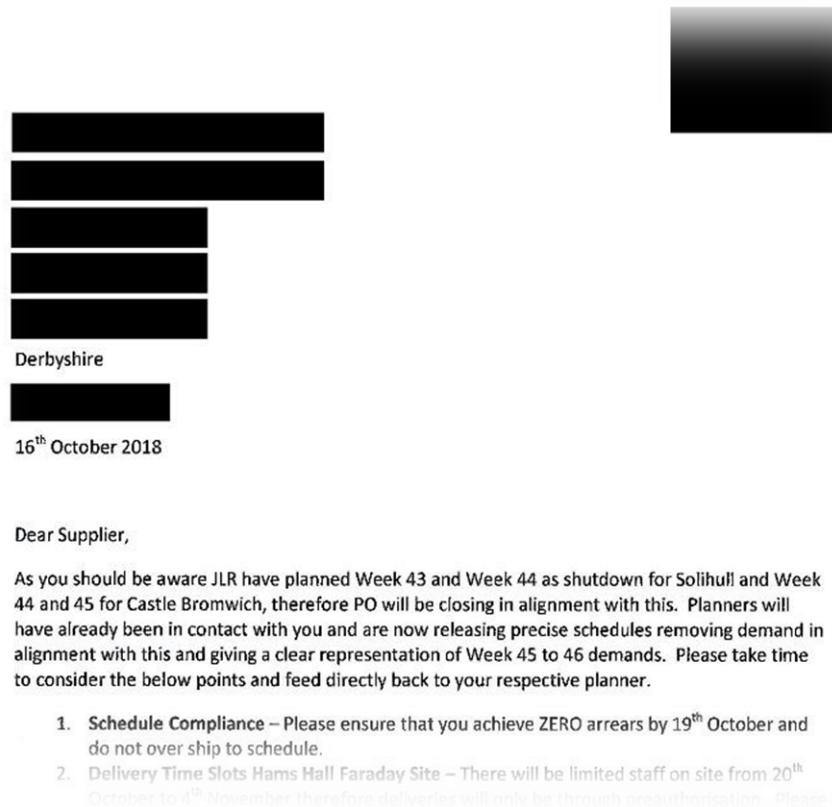 Derbyshire
16th October 2018
Dear Supplier,
As you should be aware JLR have planned Week 43 and Week 44 as shutdown for Solihull and Week
44 and 45 for Castle Bromwich, therefore PO will be closing in alignment with this. Planners will
have already been in contact with you and are now releasing precise schedules removing demand in
alignment with this and giving a clear representation of Week 45 to 46 demands. Please take time
to consider the below points and feed directly back to your respective planner.
1. Schedule Compliance – Please ensure that you achieve ZERO arrears by 19th October and
do not over ship to schedule.
2. Delivery Time Slots Hams Hall Faraday Site – There will be limited staff on site from 20th
October to 4th November therefore deliveries will only be through preauthorisation. Please